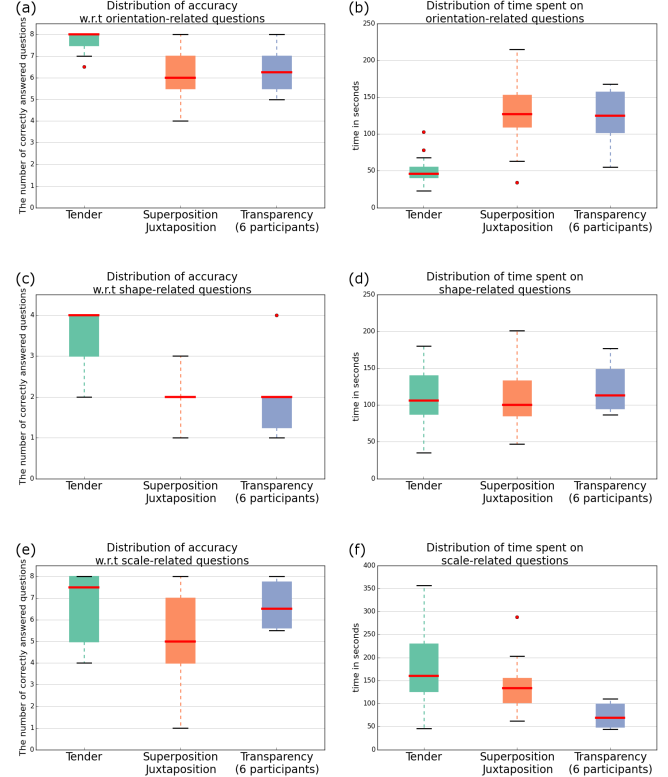 (a)
Distribution of accuracy
w.r.t orientation-related questions
The number of correctly answered questions
8
7
6
5
4
3
2
1
0
Tender
Superposition
Juxtaposition
Transparency
(6 participants)
(b)
Distribution of time spent on
orientation-related questions
time in seconds
250
200
150
100
50
0
Tender
Superposition
Juxtaposition
Transparency
(6 participants)
(c)
Distribution of accuracy
w.r.t shape-related questions
The number of correctly answered questions
4
3
2
1
0
Tender
Superposition
Juxtaposition
Transparency
(6 participants)
(d)
Distribution of time spent on
shape-related questions
time in seconds
250
200
150
100
50
0
Tender
Superposition
Juxtaposition
Transparency
(6 participants)
(e)
Distribution of accuracy
w.r.t scale-related questions
The number of correctly answered questions
8
7
6
5
4
3
2
1
0
Tender
Superposition
Juxtaposition
Transparency
(6 participants)
(f)
Distribution of time spent on
scale-related questions
time in seconds
400
350
300
250
200
150
100
50
0
Tender
Superposition
Juxtaposition
Transparency
(6 participants)